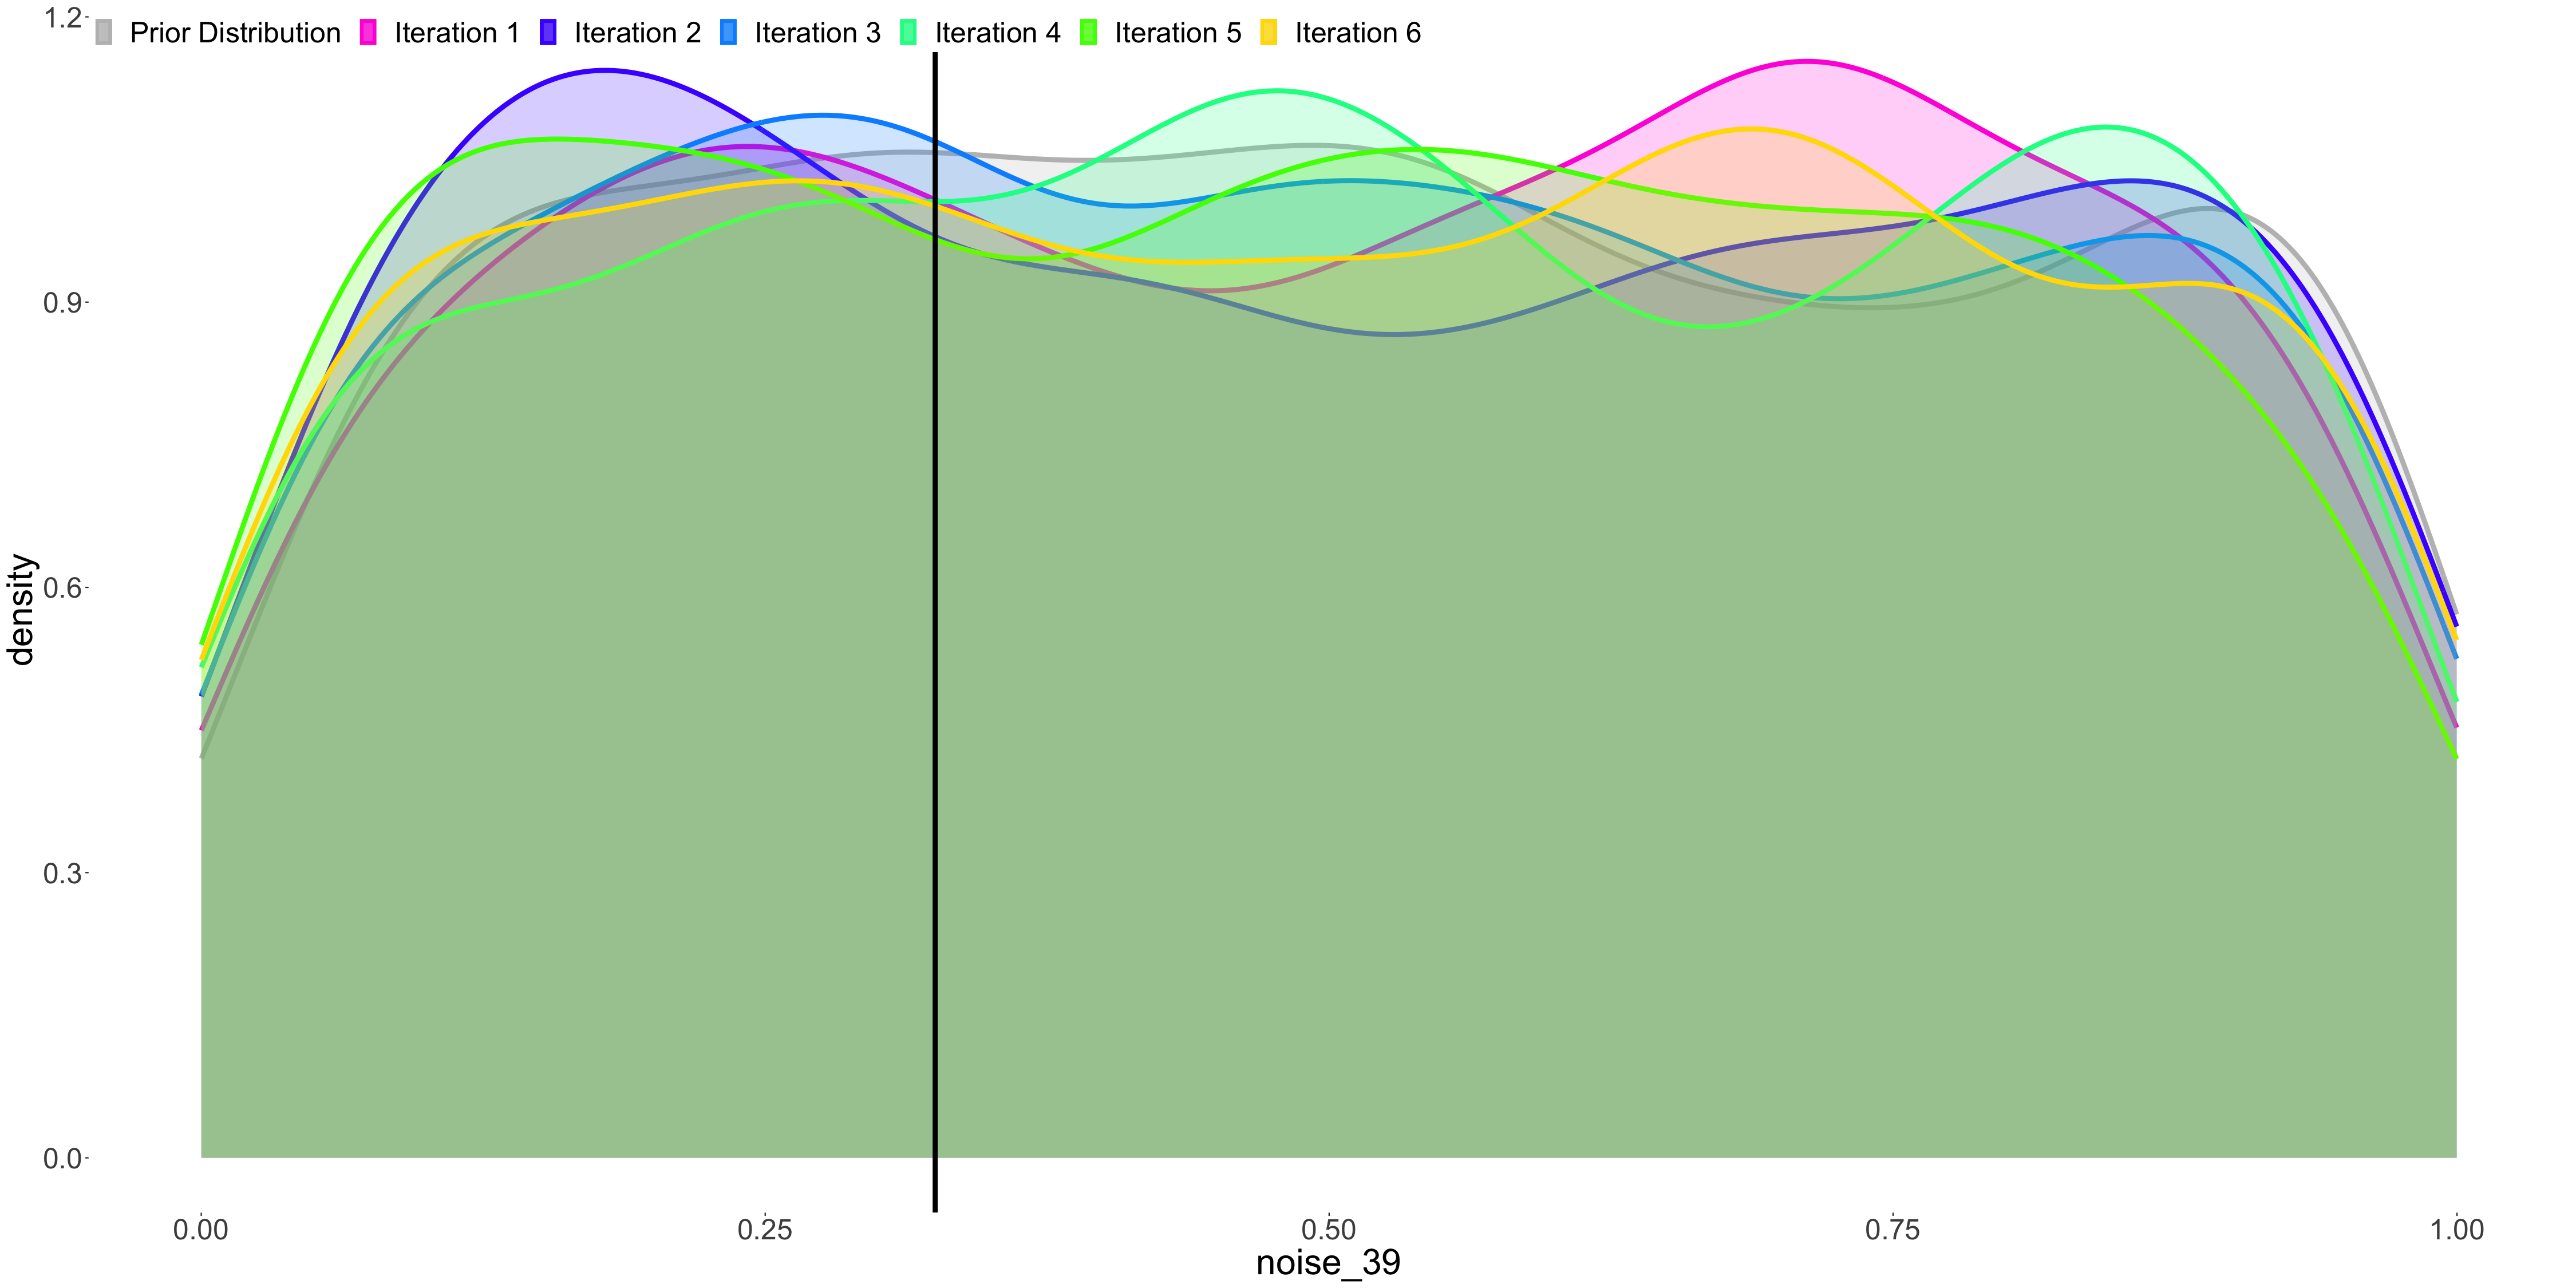 Prior Distribution Iteration 1 Iteration 2 Iteration 3 Iteration 4 Iteration 5 Iteration 6
1.2
0.9
0.6
0.3
0.0
density
0.00 0.25 0.50 0.75 1.00
noise_39